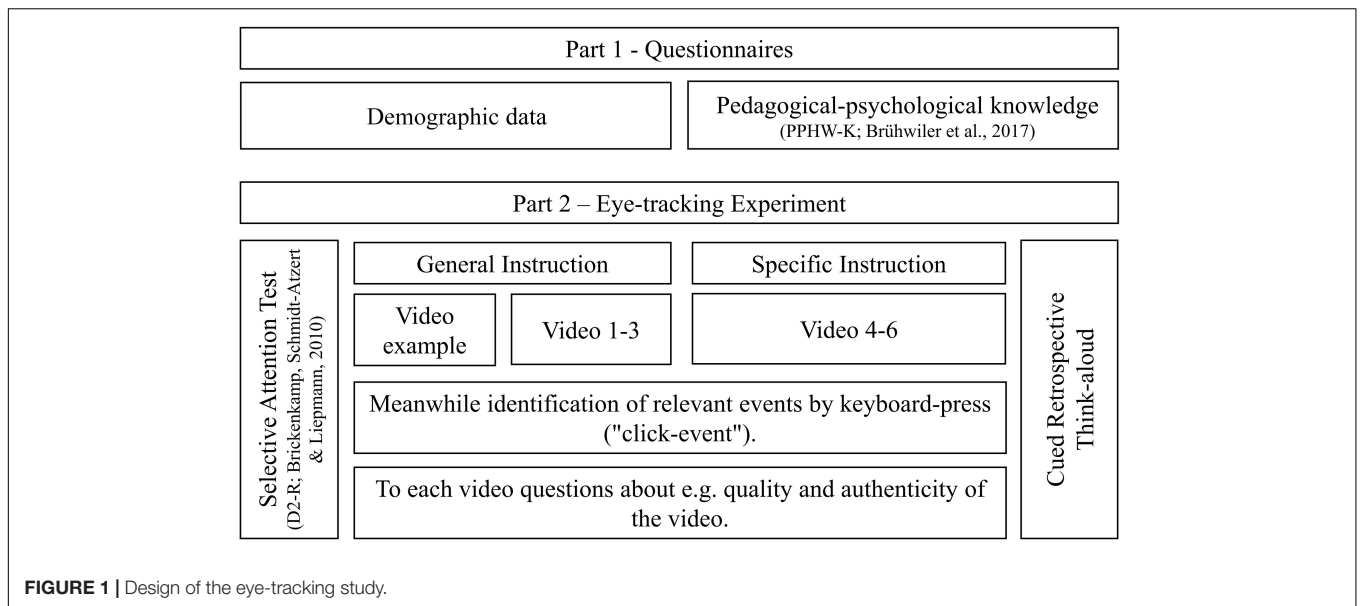 Part 1 - Questionnaires
Demographic data
Pedagogical-psychological knowledge
(PPHW-K; Brühwiler et al., 2017)
Part 2 – Eye-tracking Experiment
Selective Attention Test
(D2-R; Brickenkamp, Schmidt-Atzert
& Liepmann, 2010)
General Instruction
Specific Instruction
Video
example
Video 1-3
Video 4-6
Meanwhile identification of relevant events by keyboard-press
("click-event").
To each video questions about e.g. quality and authenticity of
the video.
Cued Retrospective
Think-aloud
FIGURE 1 | Design of the eye-tracking study.